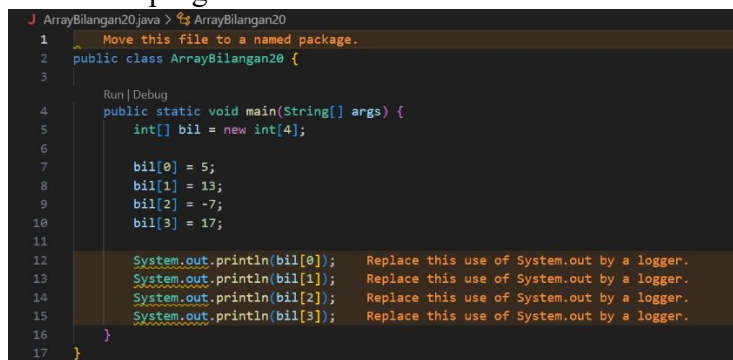 J ArrayBilangan20.java > ArrayBilangan20
1 Move this file to a named package.
2 public class ArrayBilangan20 {
3
Run | Debug
4 public static void main(String[] args) {
5 int[] bil = new int[4];
6
7 bil[0] = 5;
8 bil[1] = 13;
9 bil[2] = -7;
10 bil[3] = 17;
11
12 System.out.println(bil[0]); Replace this use of System.out by a logger.
13 System.out.println(bil[1]); Replace this use of System.out by a logger.
14 System.out.println(bil[2]); Replace this use of System.out by a logger.
15 System.out.println(bil[3]); Replace this use of System.out by a logger.
16 }
17 }